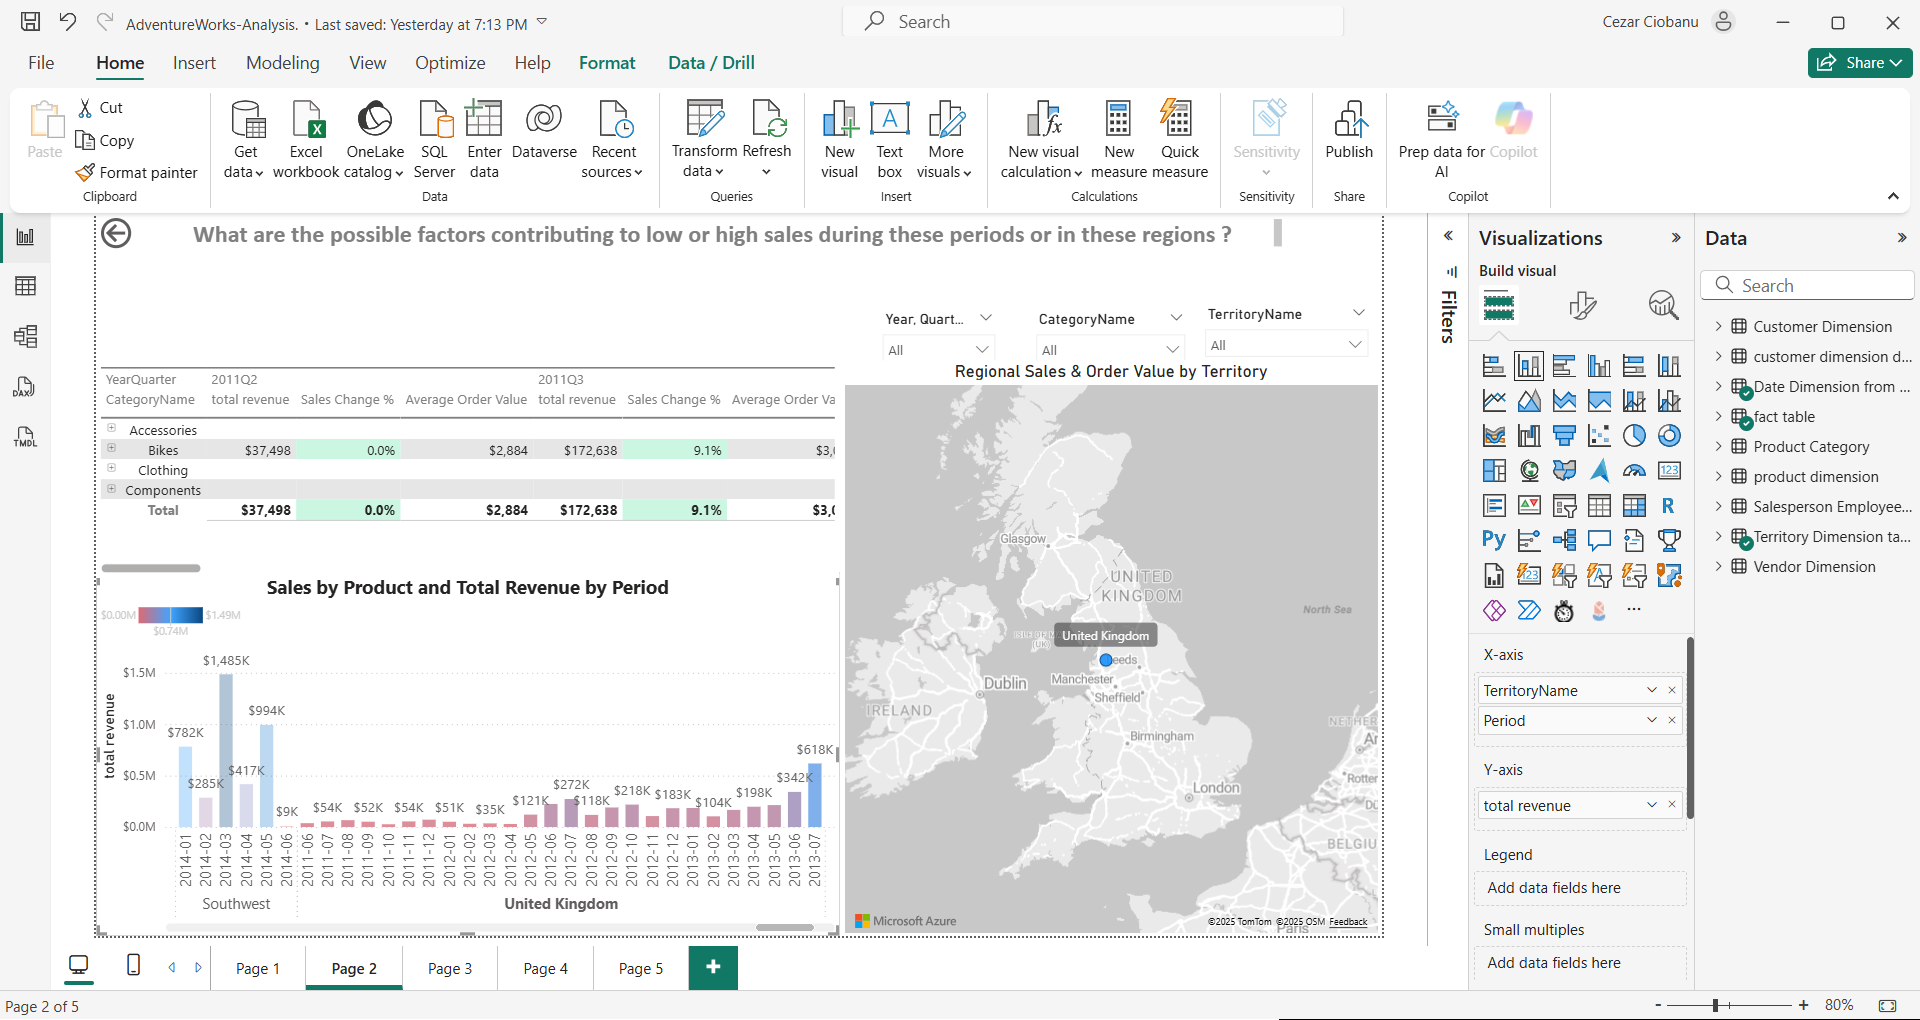 AdventureWorks-Analysis. • Last saved: Yesterday at 7:13 PM
Search
Cezar Ciobanu
File Home Insert Modeling View Optimize Help Format Data / Drill
Share
Paste
Cut
Copy
Format painter
Clipboard
Get data
Excel workbook
OneLake catalog
SQL Server
Enter data
Dataverse
Recent sources
Data
Transform data
Refresh
Queries
New visual
Text box
More visuals
Insert
New visual calculation
New measure
Quick measure
Calculations
Sensitivity
Sensitivity
Publish
Share
Prep data for AI
Copilot
Copilot
What are the possible factors contributing to low or high sales during these periods or in these regions ?
Year, Quart...
All
CategoryName
All
TerritoryName
All
YearQuarter 2011Q2 2011Q3
CategoryName total revenue Sales Change % Average Order Value total revenue Sales Change % Average Order Va
Accessories
Bikes $37,498 0.0% $2,884 $172,638 9.1% $3,0
Clothing
Components
Total $37,498 0.0% $2,884 $172,638 9.1% $3,0
Sales by Product and Total Revenue by Period
$0.00M $1.49M
$0.74M
total revenue
$1.5M
$1.0M
$0.5M
$0.0M
$782K
$285K
$1,485K
$417K
$994K
$9K
$54K
$52K
$54K
$51K
$35K
$121K
$272K
$118K
$218K
$183K
$104K
$198K
$342K
$618K
2014-01
2014-02
2014-03
2014-04
2014-05
2014-06
2011-06
2011-07
2011-08
2011-09
2011-10
2011-11
2011-12
2012-01
2012-02
2012-03
2012-04
2012-05
2012-06
2012-07
2012-08
2012-09
2012-10
2012-11
2012-12
2013-01
2013-02
2013-03
2013-04
2013-05
2013-06
2013-07
Southwest
United Kingdom
Regional Sales & Order Value by Territory
Glasgow
UNITED KINGDOM
North Sea
(UK)
United Kingdom
eeds
Dublin
Manchester
Sheffield
IRELAND
NETHER
Birmingham
Rotter
London
BELGIU
Paris
Microsoft Azure
©2025 TomTom ©2025 OSM Feedback
Filters
Visualizations
Build visual
123
R
Py
123
...
X-axis
TerritoryName
Period
Y-axis
total revenue
Legend
Add data fields here
Small multiples
Add data fields here
Data
Search
Customer Dimension
customer dimension d...
Date Dimension from ...
fact table
Product Category
product dimension
Salesperson Employee...
Territory Dimension ta...
Vendor Dimension
DAX
TMDL
Page 1
Page 2
Page 3
Page 4
Page 5
+
Page 2 of 5
- + 80%